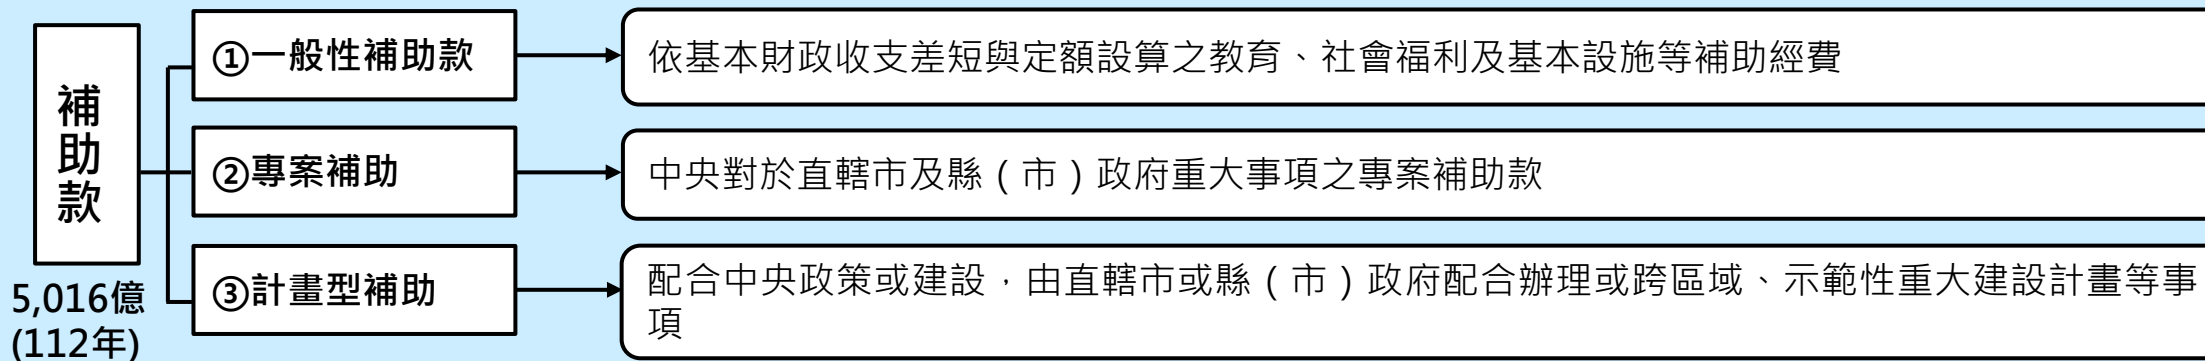 補助款
5,016億
(112年)
①一般性補助款
依基本財政收支差短與定額設算之教育、社會福利及基本設施等補助經費
②專案補助
中央對於直轄市及縣(市)政府重大事項之專案補助款
③計畫型補助
配合中央政策或建設，由直轄市或縣(市)政府配合辦理或跨區域、示範性重大建設計畫等事
項